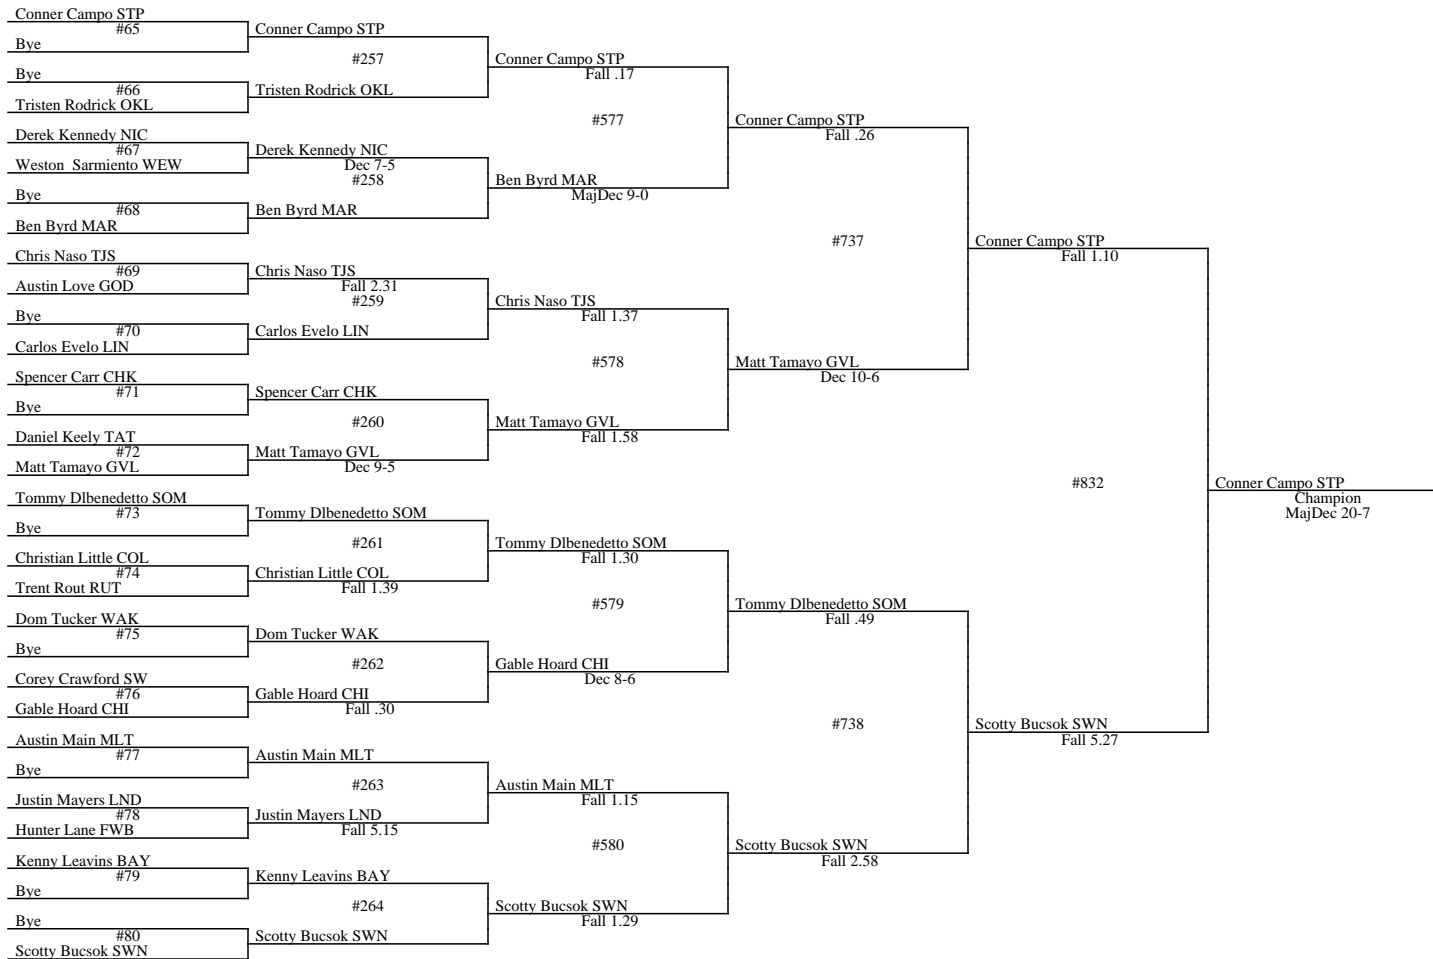 Conner Campo STP
#65
Bye
Bye
#66
Tristen Rodrick OKL
Derek Kennedy NIC
#67
Weston  Sarmiento WEW
Bye
#68
Ben Byrd MAR
Chris Naso TJS
#69
Austin Love GOD
Bye
#70
Carlos Evelo LIN
Spencer Carr CHK
#71
Bye
Daniel Keely TAT
#72
Matt Tamayo GVL
Tommy Dlbenedetto SOM
#73
Bye
Christian Little COL
#74
Trent Rout RUT
Dom Tucker WAK
#75
Bye
Corey Crawford SW
#76
Gable Hoard CHI
Austin Main MLT
#77
Bye
Justin Mayers LND
#78
Hunter Lane FWB
Kenny Leavins BAY
#79
Bye
Bye
#80
Scotty Bucsok SWN
Conner Campo STP
#257
Tristen Rodrick OKL
Derek Kennedy NIC
Dec 7-5
#258
Ben Byrd MAR
Chris Naso TJS
Fall 2.31
#259
Carlos Evelo LIN
Spencer Carr CHK
#260
Matt Tamayo GVL
Dec 9-5
Tommy Dlbenedetto SOM
#261
Christian Little COL
Fall 1.39
Dom Tucker WAK
#262
Gable Hoard CHI
Fall .30
Austin Main MLT
#263
Justin Mayers LND
Fall 5.15
Kenny Leavins BAY
#264
Scotty Bucsok SWN
Conner Campo STP
Fall .17
#577
Ben Byrd MAR
MajDec 9-0
Chris Naso TJS
Fall 1.37
#578
Matt Tamayo GVL
Fall 1.58
Tommy Dlbenedetto SOM
Fall 1.30
#579
Gable Hoard CHI
Dec 8-6
Austin Main MLT
Fall 1.15
#580
Scotty Bucsok SWN
Fall 1.29
Conner Campo STP
Fall .26
#737
Matt Tamayo GVL
Dec 10-6
Tommy Dlbenedetto SOM
Fall .49
#738
Scotty Bucsok SWN
Fall 2.58
Conner Campo STP
Fall 1.10
#832
Scotty Bucsok SWN
Fall 5.27
Conner Campo STP
Champion
MajDec 20-7